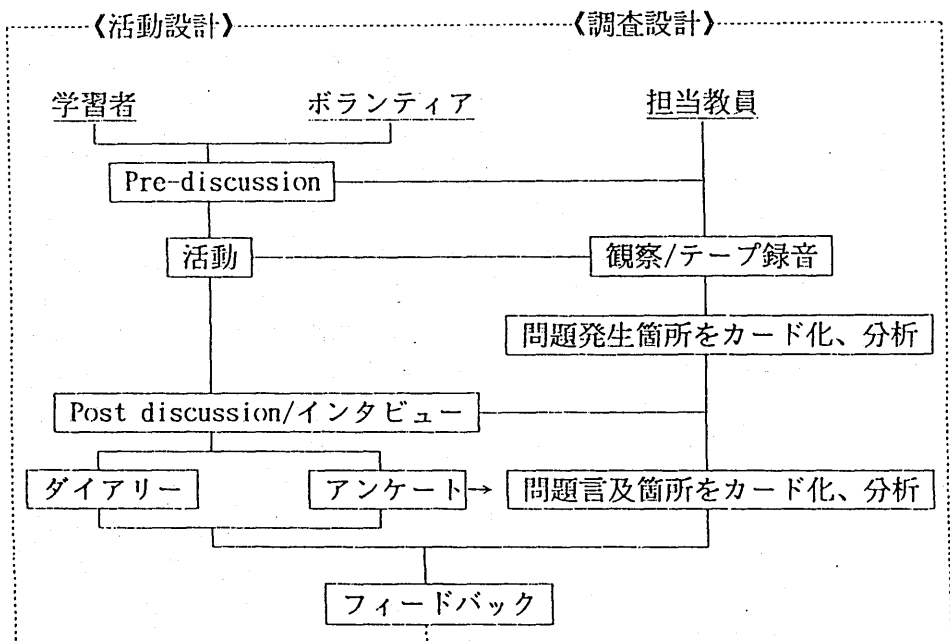 《活動設計》 《調査設計》
学習者 ボランティア 担当教員
Pre-discussion
活動 観察/テープ録音
問題発生箇所をカード化、分析
Post discussion/インタビュー
ダイアリー アンケート→ 問題言及箇所をカード化、分析
フィードバック